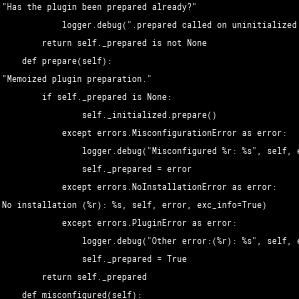 "Has the plugin been prepared already?"
logger.debug(".prepared called on uninitialized
return self._prepared is not None
def prepare(self):
"Memoized plugin preparation."
if self._prepared is None:
self._initialized.prepare()
except errors.MisconfigurationError as error:
logger.debug("Misconfigured %r: %s", self, e
self._prepared = error
except errors.NoInstallationError as error:
No installation (%r): %s, self, error, exc_info=True)
except errors.PluginError as error:
logger.debug("Other error:(%r): %s", self, e
self._prepared = True
return self._prepared
def misconfigured(self):